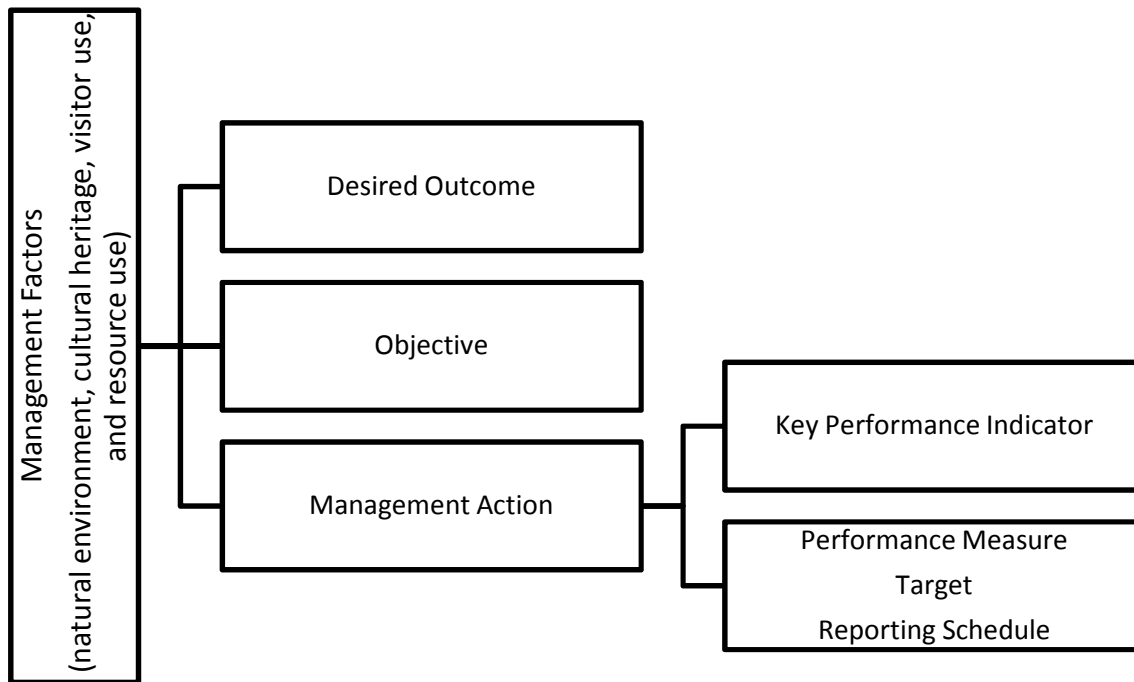 Management Factors
(natural environment, cultural heritage, visitor use,
and resource use)
Desired Outcome
Objective
Management Action
Key Performance Indicator
Performance Measure
Target
Reporting Schedule